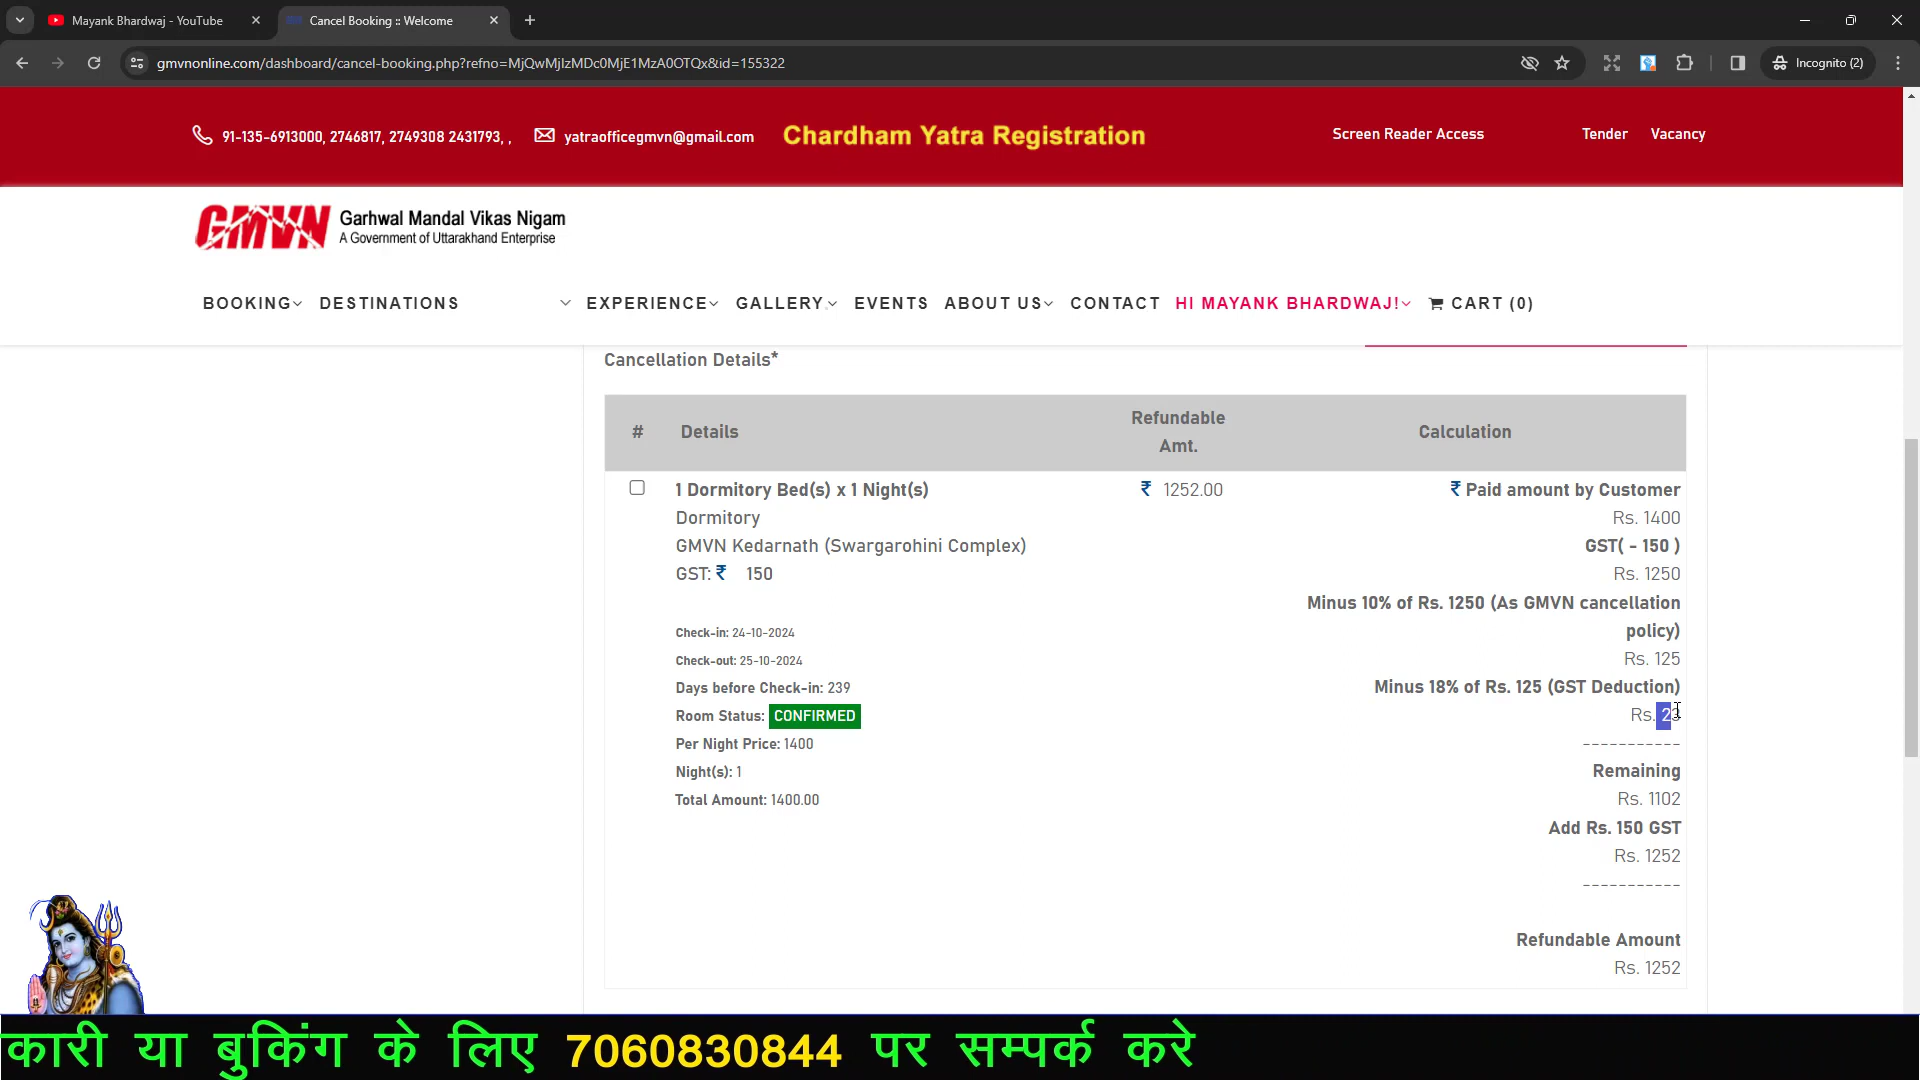 Mayank Bhardwaj - YouTube
Cancel Booking :: Welcome
gmvnonline.com/dashboard/cancel-booking.php?refno=MjQwMjIzMDc0MjE1MzA0OTQx&id=155322
Incognito (2)
91-135-6913000, 2746817, 2749308 2431793, ,
yatraofficegmvn@gmail.com
Chardham Yatra Registration
Screen Reader Access
Tender
Vacancy
GMVN
Garhwal Mandal Vikas Nigam
A Government of Uttarakhand Enterprise
BOOKING
DESTINATIONS
EXPERIENCE
GALLERY
EVENTS
ABOUT US
CONTACT
HI MAYANK BHARDWAJ!
CART (0)
Cancellation Details*
#
Details
Refundable
Amt.
Calculation
1 Dormitory Bed(s) x 1 Night(s)
Dormitory
GMVN Kedarnath (Swargarohini Complex)
GST: ₹ 150
Check-in: 24-10-2024
Check-out: 25-10-2024
Days before Check-in: 239
Room Status: CONFIRMED
Per Night Price: 1400
Night(s): 1
Total Amount: 1400.00
₹ 1252.00
₹ Paid amount by Customer
Rs. 1400
GST( - 150 )
Rs. 1250
Minus 10% of Rs. 1250 (As GMVN cancellation
policy)
Rs. 125
Minus 18% of Rs. 125 (GST Deduction)
Rs. 23
-----------
Remaining
Rs. 1102
Add Rs. 150 GST
Rs. 1252
-----------
Refundable Amount
Rs. 1252
कारी या बुकिंग के लिए 7060830844 पर सम्पर्क करे